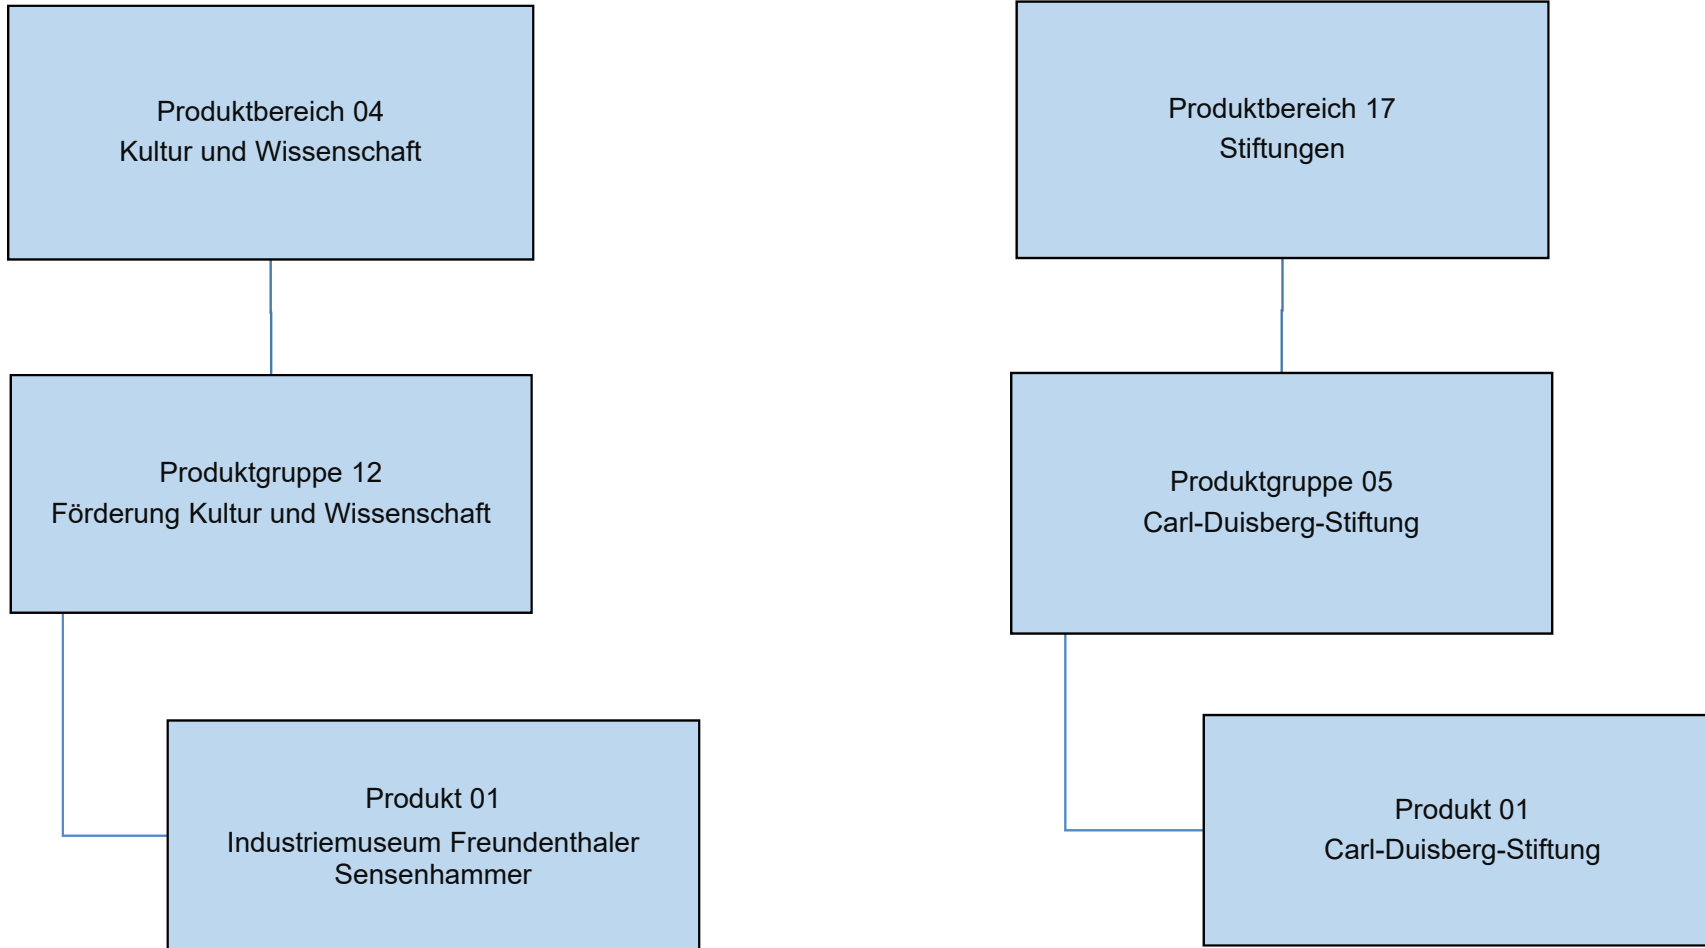 Produktbereich 04
Kultur und Wissenschaft
Produktgruppe 12
Förderung Kultur und Wissenschaft
Produkt 01
Industriemuseum Freundenthaler
Sensenhammer
Produktbereich 17
Stiftungen
Produktgruppe 05
Carl-Duisberg-Stiftung
Produkt 01
Carl-Duisberg-Stiftung